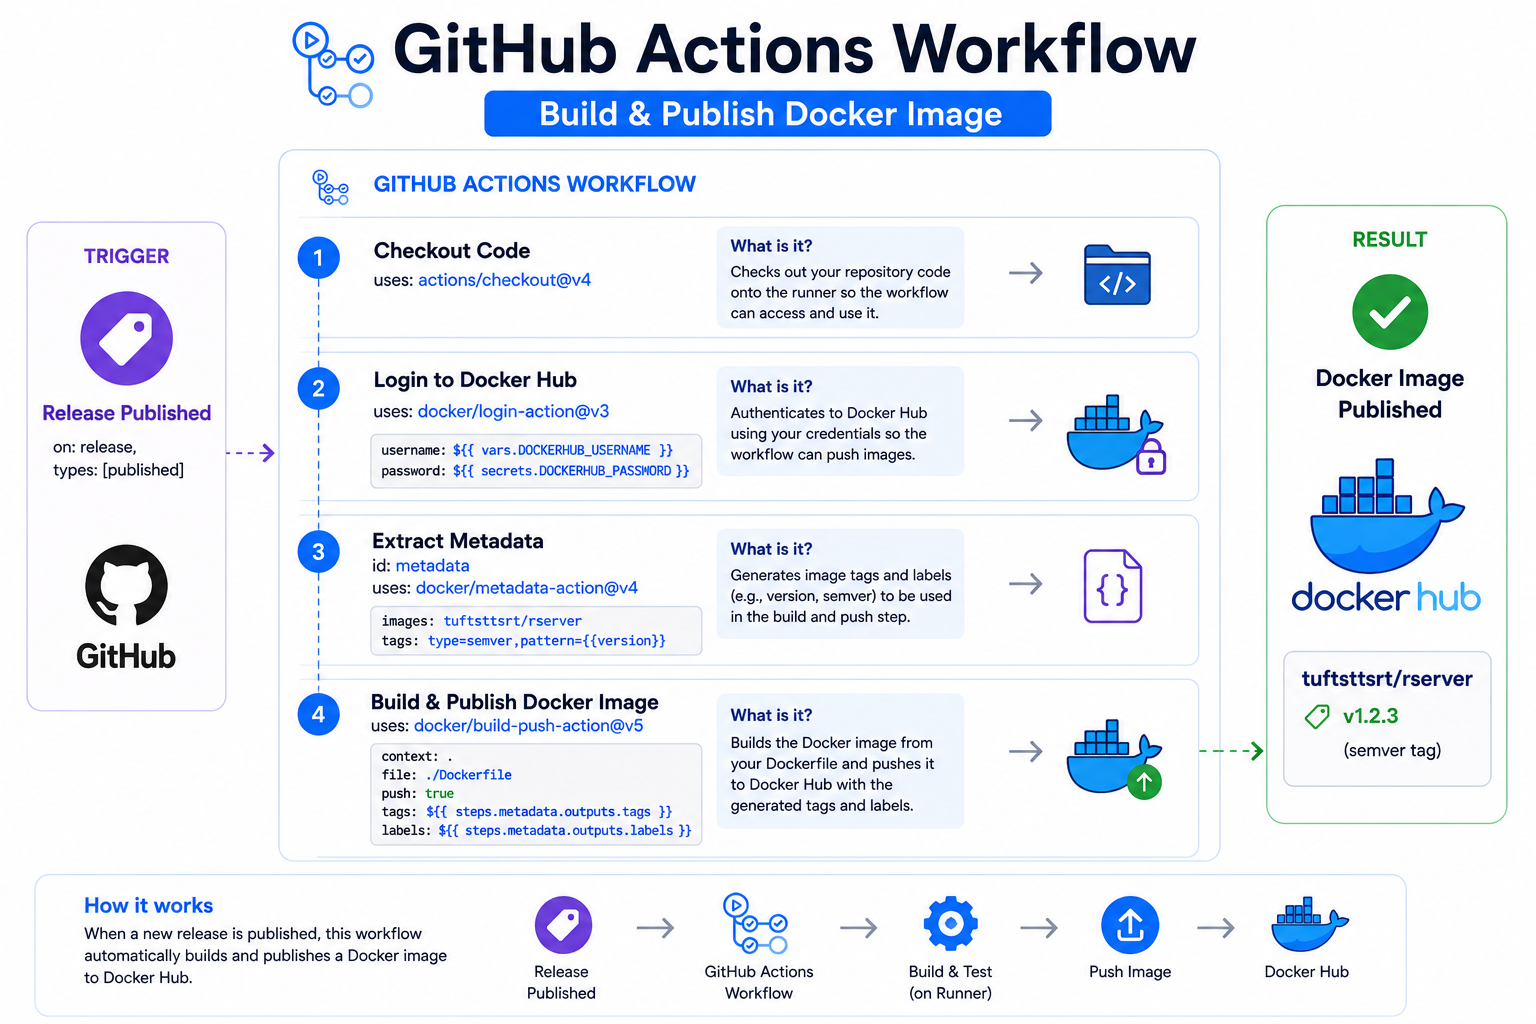 GitHub Actions Workflow
Build & Publish Docker Image
TRIGGER
Release Published
on: release,
types: [published]
GitHub
GITHUB ACTIONS WORKFLOW
1
Checkout Code
uses: actions/checkout@v4
What is it?
Checks out your repository code
onto the runner so the workflow
can access and use it.
</>
2
Login to Docker Hub
uses: docker/login-action@v3
username: ${{ vars.DOCKERHUB_USERNAME }}
password: ${{ secrets.DOCKERHUB_PASSWORD }}
What is it?
Authenticates to Docker Hub
using your credentials so the
workflow can push images.
3
Extract Metadata
id: metadata
uses: docker/metadata-action@v4
images: tuftsttsrt/rserver
tags: type=semver,pattern={{version}}
What is it?
Generates image tags and labels
(e.g., version, semver) to be used
in the build and push step.
{ }
4
Build & Publish Docker Image
uses: docker/build-push-action@v5
context: .
file: ./Dockerfile
push: true
tags: ${{ steps.metadata.outputs.tags }}
labels: ${{ steps.metadata.outputs.labels }}
What is it?
Builds the Docker image from
your Dockerfile and pushes it
to Docker Hub with the
generated tags and labels.
RESULT
Docker Image
Published
docker hub
tuftsttsrt/rserver
v1.2.3
(semver tag)
How it works
When a new release is published, this workflow
automatically builds and publishes a Docker image
to Docker Hub.
Release
Published
GitHub Actions
Workflow
Build & Test
(on Runner)
Push Image
Docker Hub